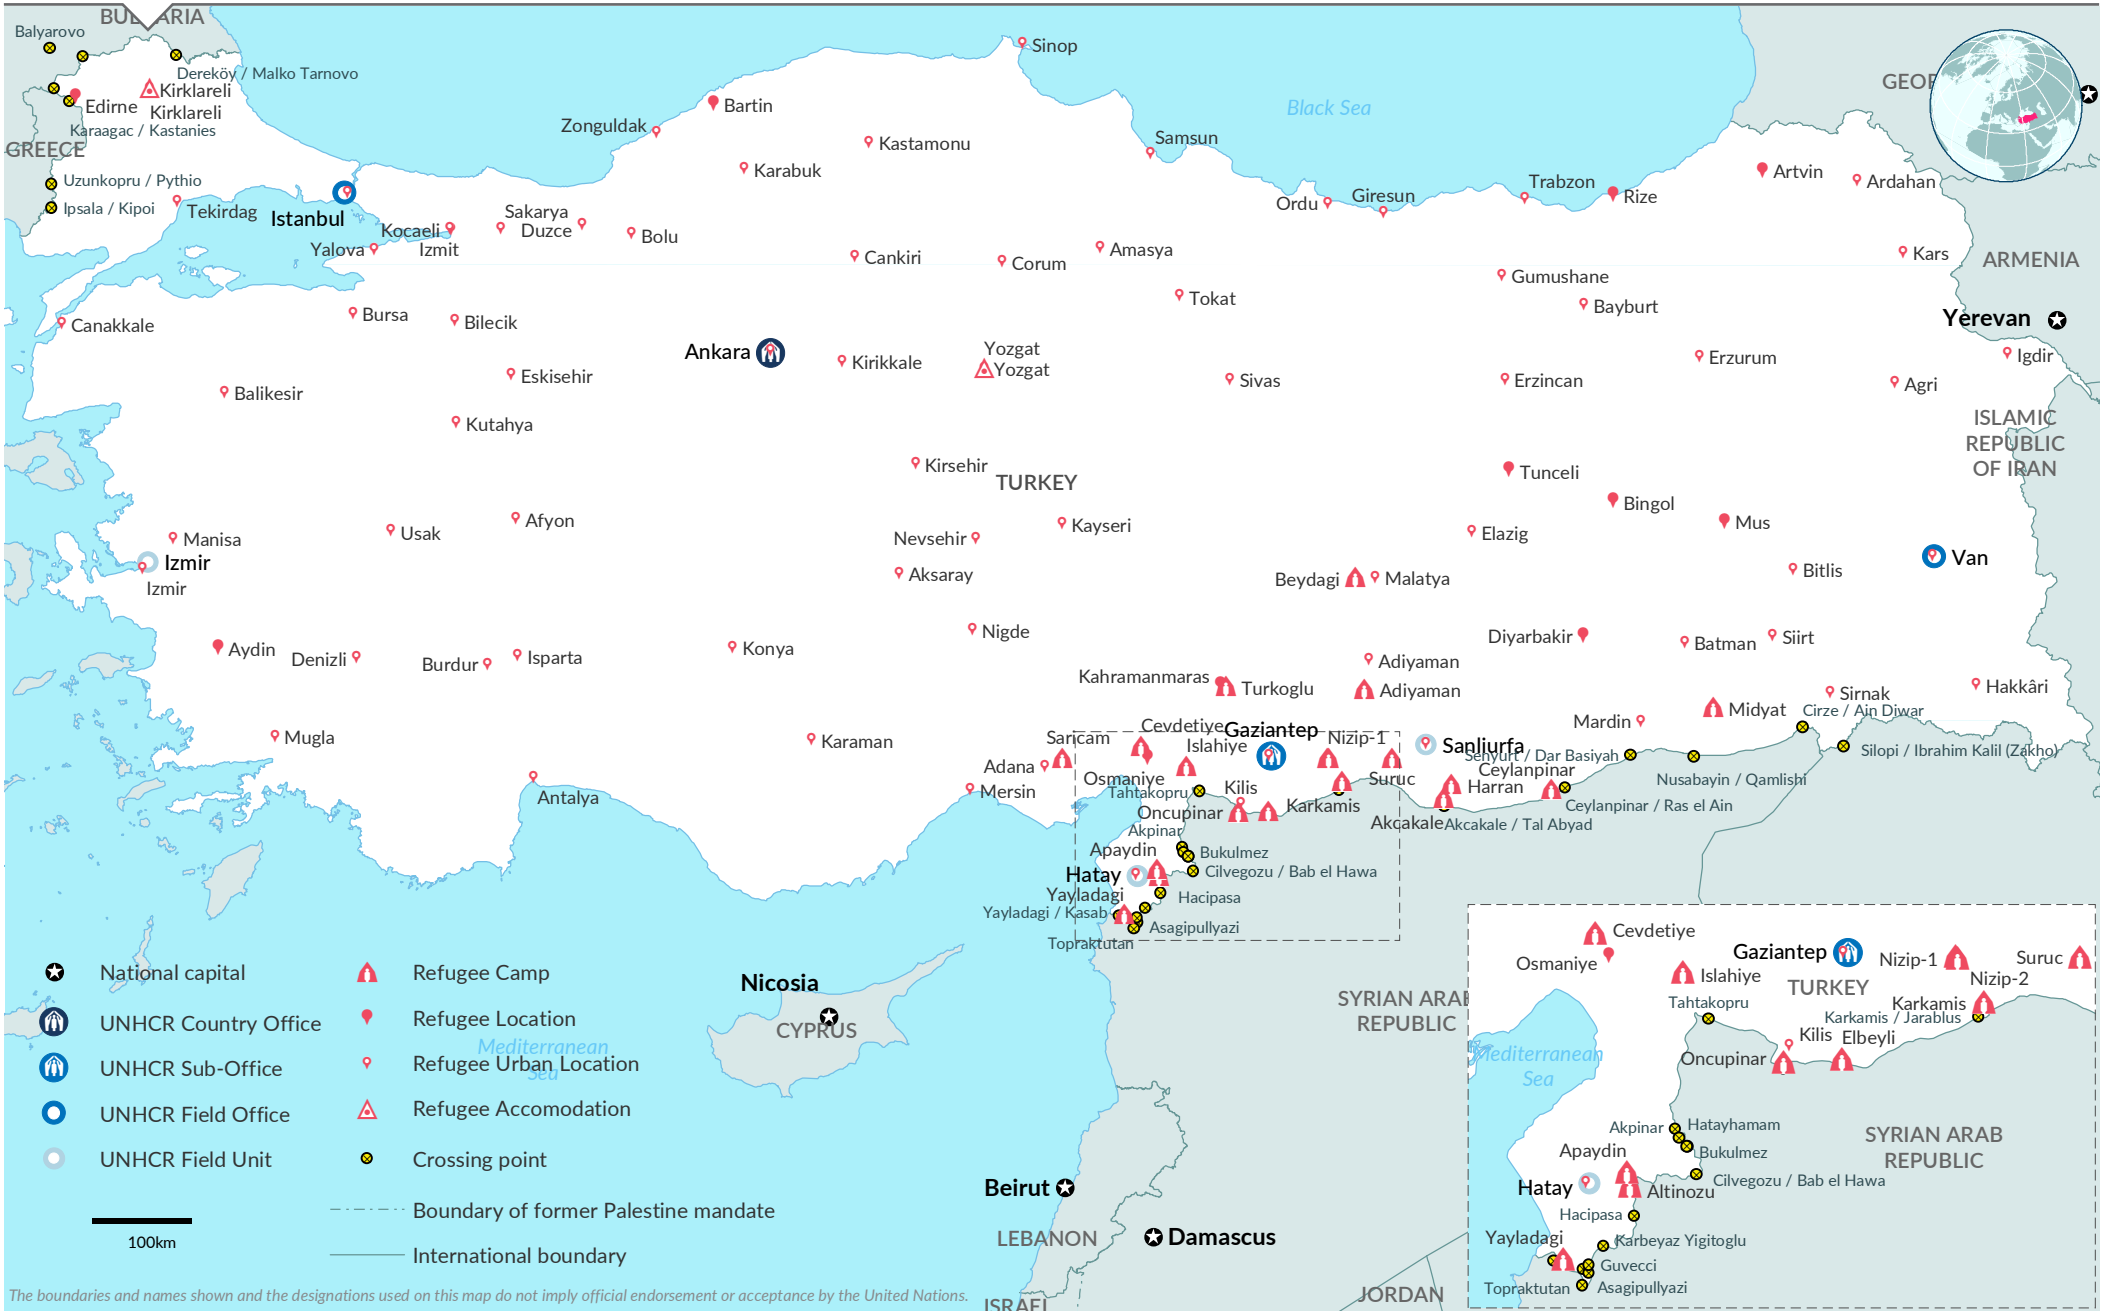 BULGARIA
Balyarovo
Dereköy / Malko Tarnovo
Kirklareli
Kirklareli
Edirne
Karaagac / Kastanies
GREECE
Uzunkopru / Pythio
Ipsala / Kipoi
Tekirdag
Istanbul
Kocaeli
Izmit
Yalova
Sakarya
Duzce
Bolu
Zonguldak
Bartin
Karabuk
Kastamonu
Sinop
Black Sea
Samsun
Ordu
Giresun
Trabzon
Rize
Artvin
Ardahan
Kars
ARMENIA
Yerevan
Igdir
Agri
ISLAMIC
REPUBLIC
OF IRAN
Cankiri
Corum
Amasya
Tokat
Gumushane
Bayburt
Erzurum
Erzincan
Sivas
Canakkale
Bursa
Bilecik
Ankara
Kirikkale
Yozgat
Yozgat
Balikesir
Eskisehir
Kutahya
Kirsehir
TURKEY
Tunceli
Bingol
Mus
Van
Elazig
Bitlis
Manisa
Izmir
Izmir
Usak
Afyon
Nevsehir
Kayseri
Aksaray
Beydagi
Malatya
Aydin
Denizli
Burdur
Isparta
Konya
Nigde
Diyarbakir
Batman
Siirt
Adiyaman
Adiyaman
Kahramanmaras
Turkoglu
Midyat
Sirnak
Hakkâri
Cirze / Ain Diwar
Mardin
Silopi / Ibrahim Kalil (Zakho)
Mugla
Antalya
Karaman
Mersin
Adana
Saricam
Cevdetiye
Gaziantep
Islahiye
Osmaniye
Nizip-1
Sanliurfa
Senyurt / Dar Basiyah
Nusabayin / Qamlishi
Ceylanpinar
Ceylanpinar / Ras el Ain
Suruc
Harran
Tahtakopru
Kilis
Karkamis
Oncupinar
Akcakale
Akcakale / Tal Abyad
Akpinar
Apaydin
Bukulmez
Cilvegozu / Bab el Hawa
Hatay
Yayladagi
Hacipasa
Yayladagi / Kasab
Asagipullyazi
Topraktutan
Nicosia
CYPRUS
Mediterranean
Sea
SYRIAN ARAB
REPUBLIC
Beirut
LEBANON
Damascus
JORDAN
National capital
UNHCR Country Office
UNHCR Sub-Office
UNHCR Field Office
UNHCR Field Unit
100km
Refugee Camp
Refugee Location
Refugee Urban Location
Refugee Accomodation
Crossing point
Boundary of former Palestine mandate
International boundary
Cevdetiye
Osmaniye
Islahiye
Gaziantep
TURKEY
Nizip-1
Suruc
Nizip-2
Karkamis
Karkamis / Jarablus
Tahtakopru
Kilis
Elbeyli
Oncupinar
Mediterranean
Sea
Akpinar
Hatayhamam
Bukulmez
SYRIAN ARAB
REPUBLIC
Apaydin
Cilvegozu / Bab el Hawa
Hatay
Altinozu
Hacipasa
Yayladagi
Karbeyaz Yigitoglu
Guvecci
Topraktutan
Asagipullyazi
The boundaries and names shown and the designations used on this map do not imply official endorsement or acceptance by the United Nations.